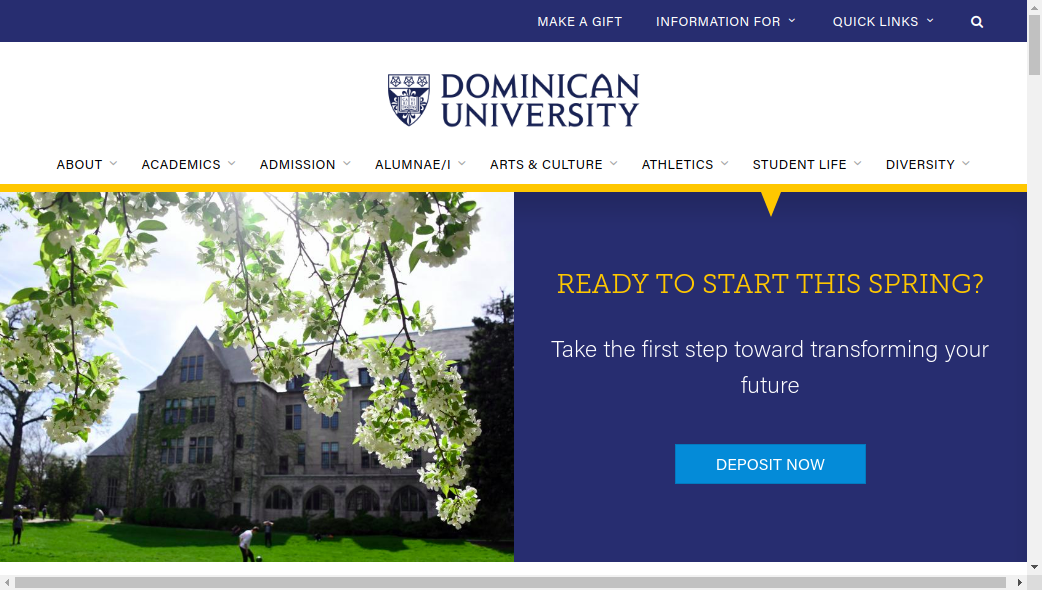 MAKE A GIFT INFORMATION FOR QUICK LINKS
DOMINICAN
UNIVERSITY
ABOUT ACADEMICS ADMISSION ALUMNAE/I ARTS & CULTURE ATHLETICS STUDENT LIFE DIVERSITY
READY TO START THIS SPRING?
Take the first step toward transforming your
future
DEPOSIT NOW